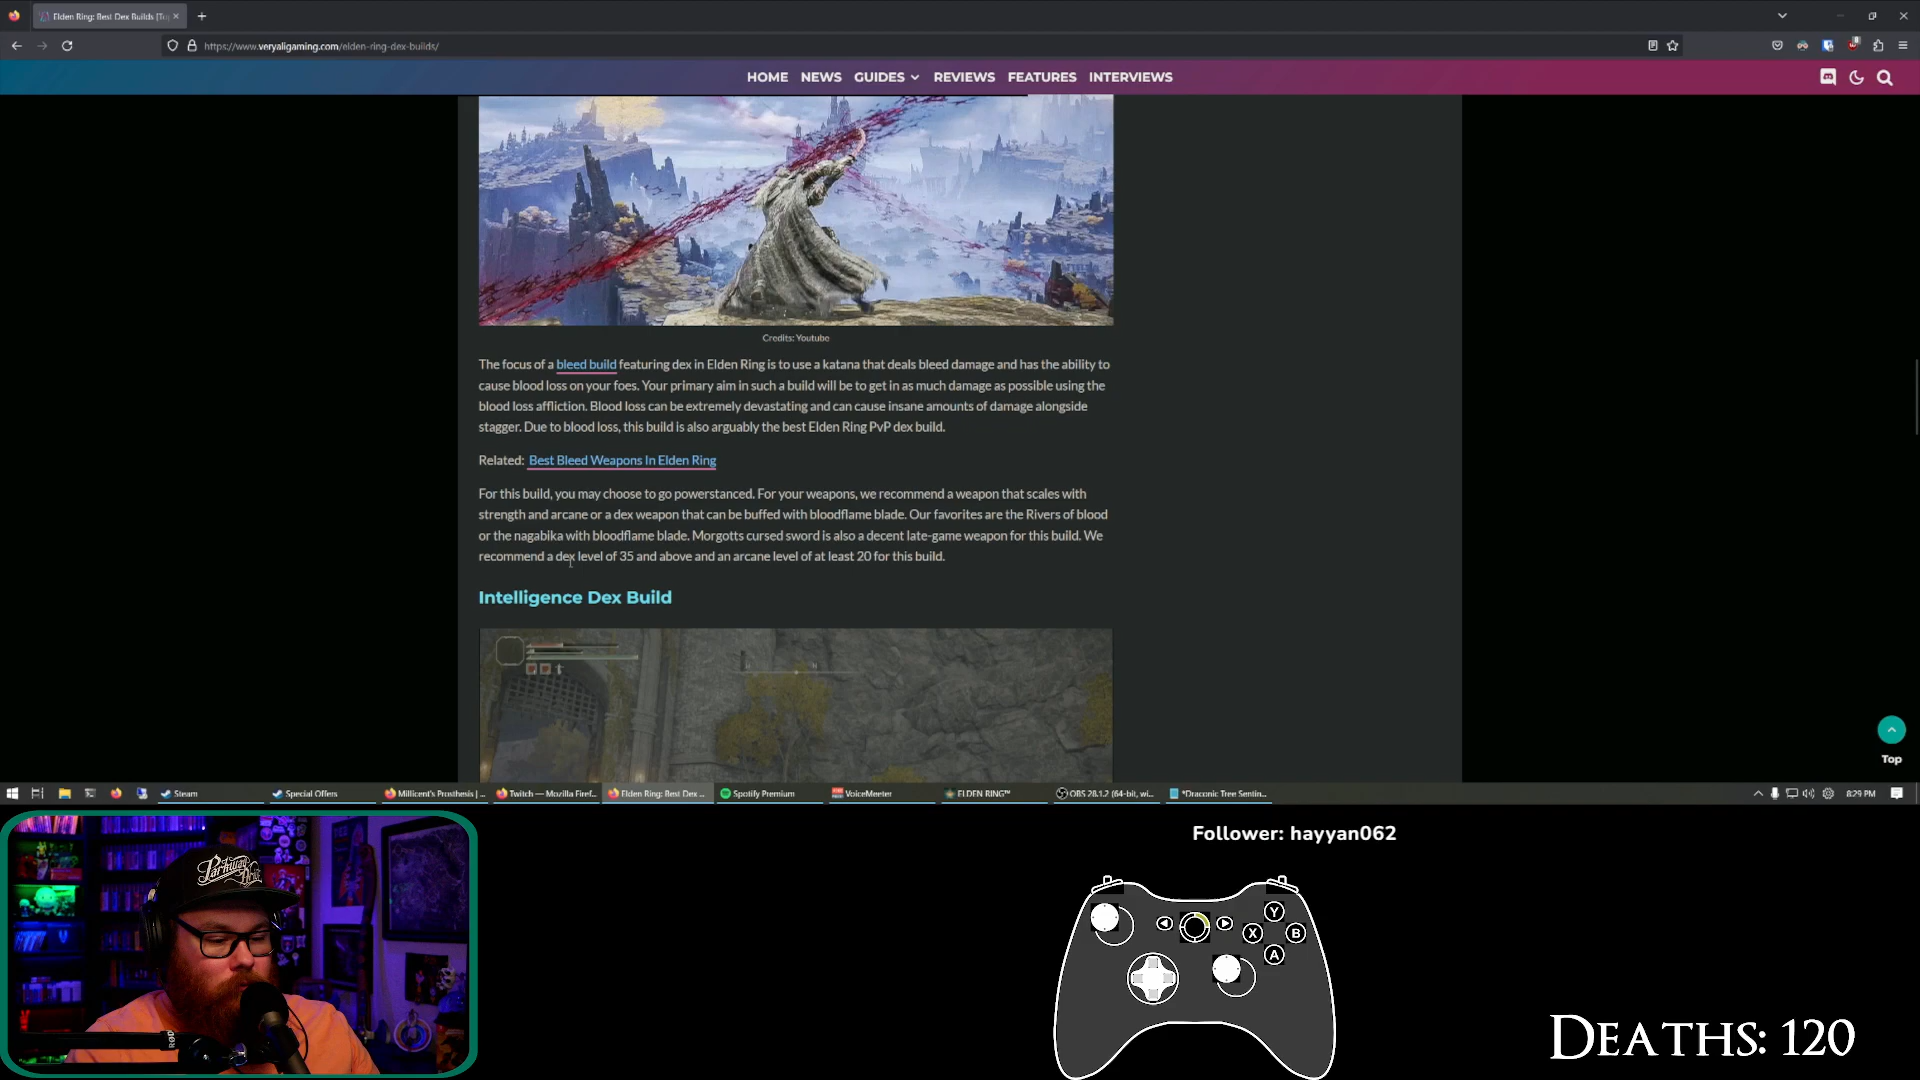 Elden Ring: Best Dex Builds [To
https://www.veryaligaming.com/elden-ring-dex-builds/
HOME NEWS GUIDES REVIEWS FEATURES INTERVIEWS
Credits: Youtube
The focus of a bleed build featuring dex in Elden Ring is to use a katana that deals bleed damage and has the ability to
cause blood loss on your foes. Your primary aim in such a build will be to get in as much damage as possible using the
blood loss affliction. Blood loss can be extremely devastating and can cause insane amounts of damage alongside
stagger. Due to blood loss, this build is also arguably the best Elden Ring PvP dex build.
Related: Best Bleed Weapons In Elden Ring
For this build, you may choose to go powerstanced. For your weapons, we recommend a weapon that scales with
strength and arcane or a dex weapon that can be buffed with bloodflame blade. Our favorites are the Rivers of blood
or the nagabika with bloodflame blade. Morgotts cursed sword is also a decent late-game weapon for this build. We
recommend a dex level of 35 and above and an arcane level of at least 20 for this build.
Intelligence Dex Build
Top
Steam Special Offers Millicent's Prosthesis | ... Twitch — Mozilla Firef... Elden Ring: Best Dex ... Spotify Premium VoiceMeeter ELDEN RING™ OBS 28.1.2 (64-bit, wi... *Draconic Tree Sentin... 8:29 PM
Follower: hayyan062
Parkway Drive
RØD
Y
X B
A
DEATHS: 120